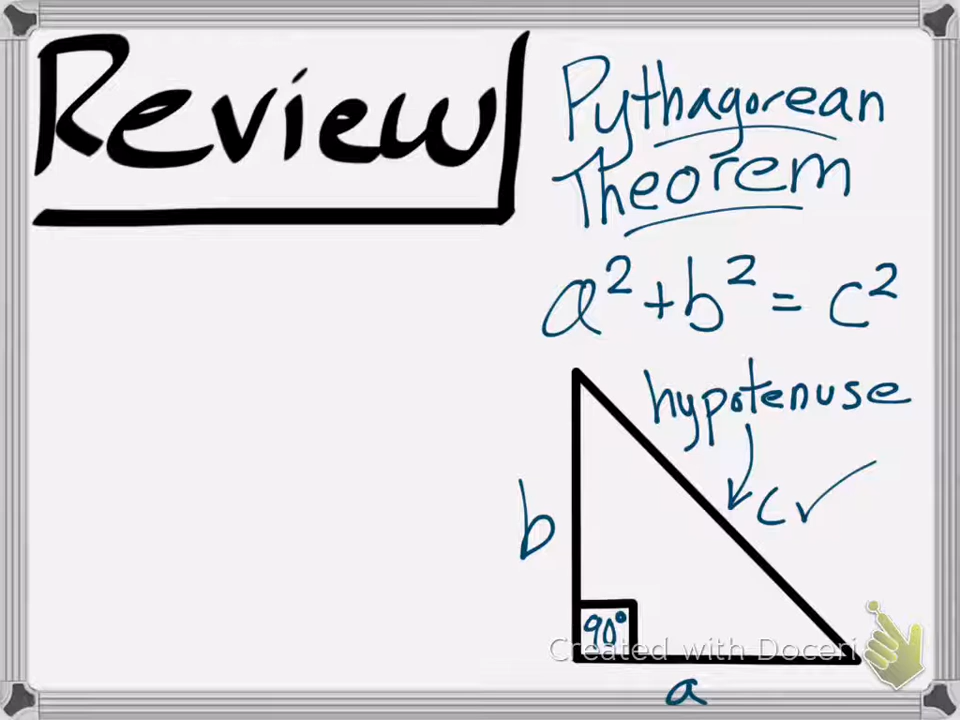 Review
Pythagorean
Theorem
a² + b² = c²
hypotenuse
c
b
90°
Created with Doceri
a